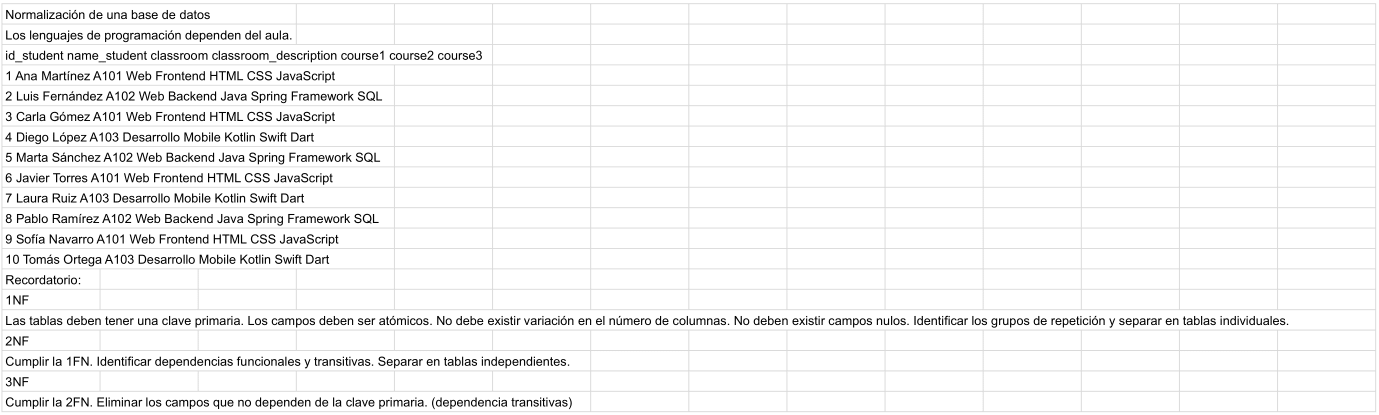 Normalización de una base de datos
Los lenguajes de programación dependen del aula.
id_student name_student classroom classroom_description course1 course2 course3
1 Ana Martínez A101 Web Frontend HTML CSS JavaScript
2 Luis Fernández A102 Web Backend Java Spring Framework SQL
3 Carla Gómez A101 Web Frontend HTML CSS JavaScript
4 Diego López A103 Desarrollo Mobile Kotlin Swift Dart
5 Marta Sánchez A102 Web Backend Java Spring Framework SQL
6 Javier Torres A101 Web Frontend HTML CSS JavaScript
7 Laura Ruiz A103 Desarrollo Mobile Kotlin Swift Dart
8 Pablo Ramírez A102 Web Backend Java Spring Framework SQL
9 Sofía Navarro A101 Web Frontend HTML CSS JavaScript
10 Tomás Ortega A103 Desarrollo Mobile Kotlin Swift Dart
Recordatorio:
1NF
Las tablas deben tener una clave primaria. Los campos deben ser atómicos. No debe existir variación en el número de columnas. No deben existir campos nulos. Identificar los grupos de repetición y separar en tablas individuales.
2NF
Cumplir la 1FN. Identificar dependencias funcionales y transitivas. Separar en tablas independientes.
3NF
Cumplir la 2FN. Eliminar los campos que no dependen de la clave primaria. (dependencia transitivas)